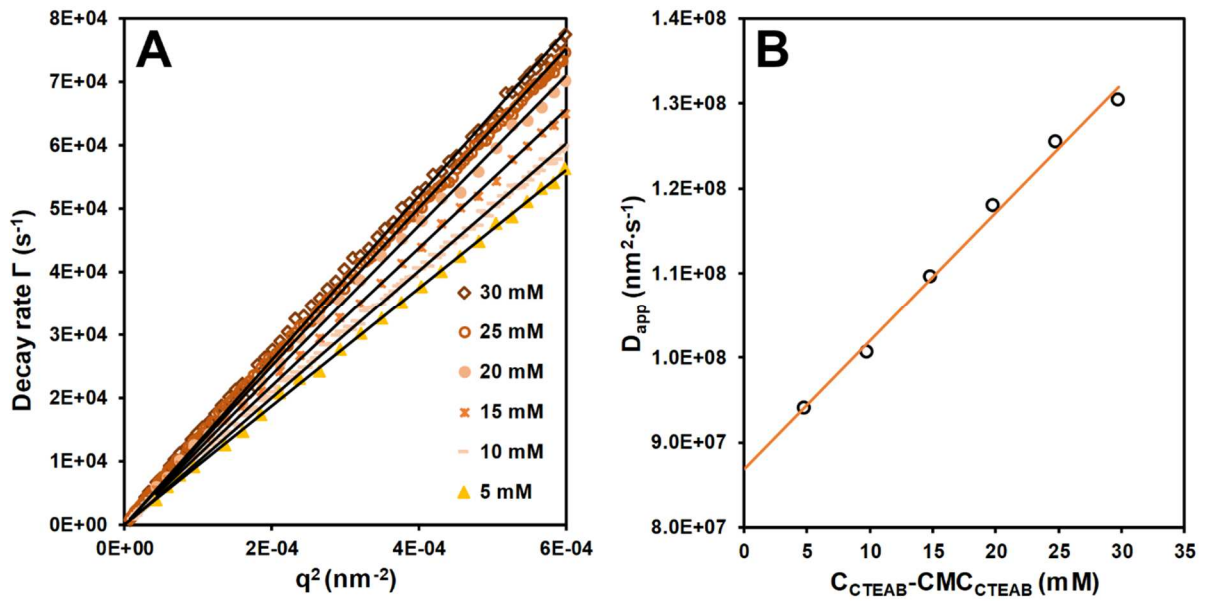 A
8E+04
7E+04
6E+04
5E+04
4E+04
3E+04
2E+04
1E+04
0E+00
Decay rate Γ (s⁻¹)
30 mM
25 mM
20 mM
15 mM
10 mM
5 mM
0E+00 2E-04 4E-04 6E-04
q² (nm⁻²)
B
1.4E+08
1.3E+08
1.2E+08
1.1E+08
1.0E+08
9.0E+07
8.0E+07
D_app (nm²·s⁻¹)
0 5 10 15 20 25 30 35
C_CTEAB-CMC_CTEAB (mM)